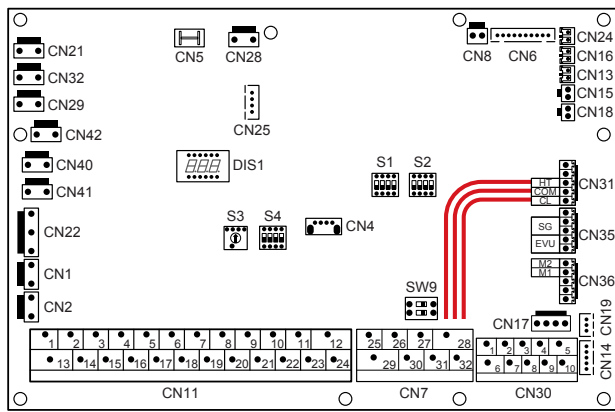 CN21
CN5
CN28
CN8
CN6
CN24
CN16
CN13
CN15
CN18
CN32
CN29
CN25
CN42
CN40
CN41
DIS1
S1 S2
HT
COM
CL
CN31
CN22
S3 S4
CN4
SG
EVU
CN35
CN1
CN2
M2
M1
CN36
SW9
CN17
CN19
CN14
1 2 3 4 5 6 7 8 9 10 11 12
13 14 15 16 17 18 19 20 21 22 23 24
CN11
25 26 27 28
29 30 31 32
CN7
1 2 3 4 5
6 7 8 9 10
CN30